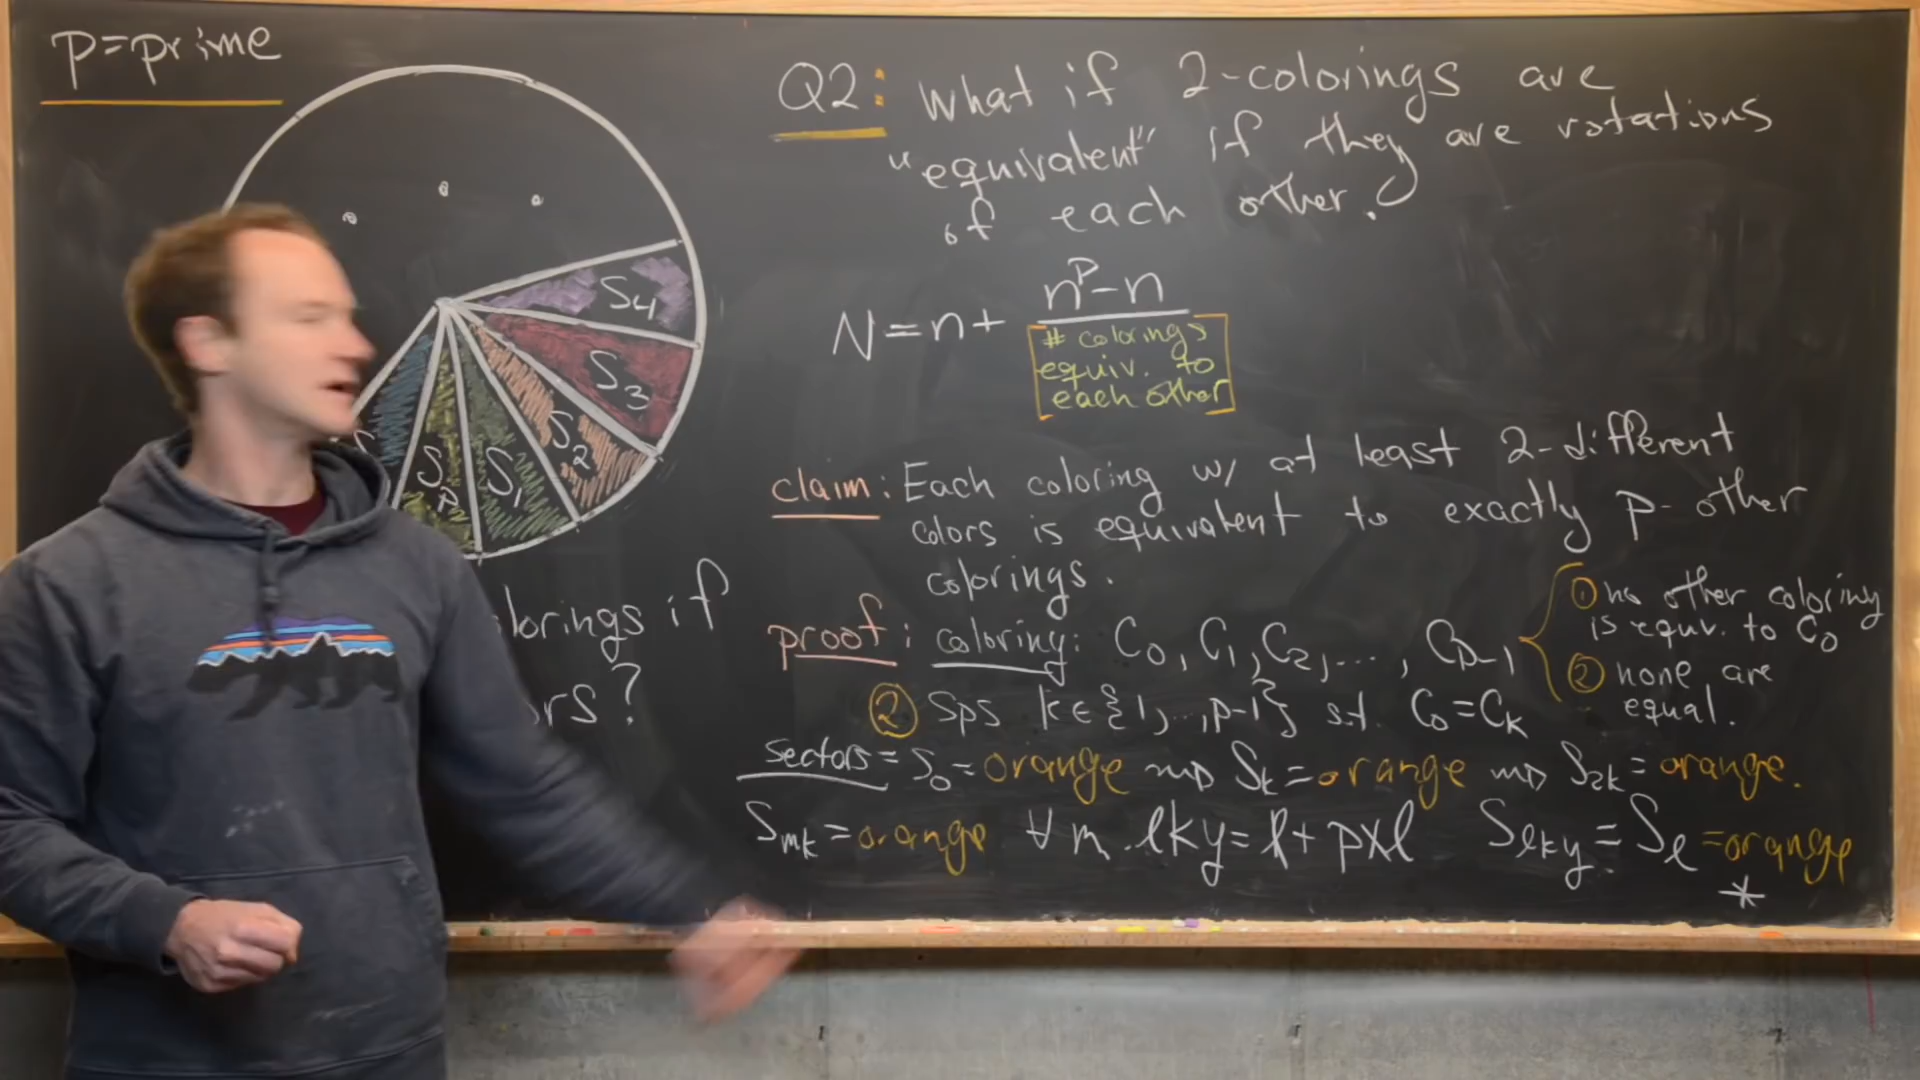 p=prime
S4
S3
S2
S1
Sp
lorings if
rs?
Q2: What if 2-colorings are
"equivalent" if they are rotations
of each other.
N = n + n^p - n
# colorings
equiv. to
each other
claim: Each coloring w/ at least 2-different
colors is equivalent to exactly p- other
colorings.
proof: coloring: C0, C1, C2, ..., Cp-1
① no other coloring
is equv. to C0
② none are
equal.
② Sps k∈{1,..,p-1} s.t. C0=Ck
sectors = S0 = orange ⇝ Sk = orange ⇝ S2k = orange.
Smk = orange ∀m. lky = l + pxl Slky = Sl = orange
*